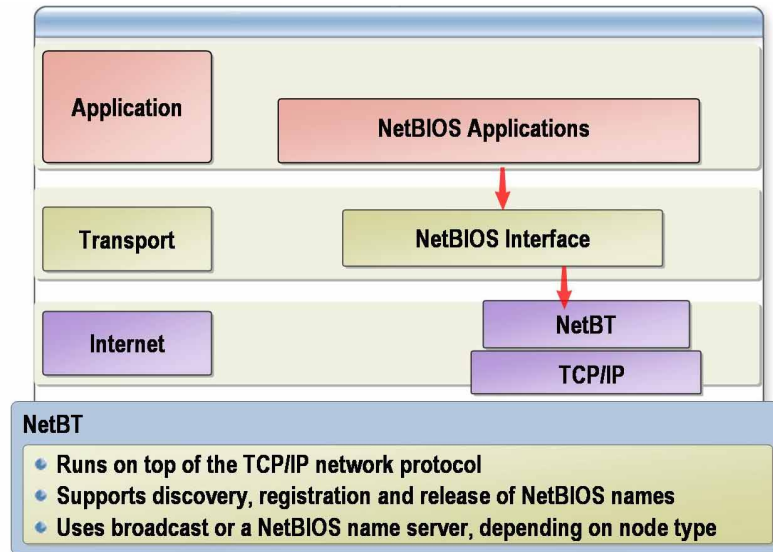 Application
NetBIOS Applications
Transport
NetBIOS Interface
Internet
NetBT
TCP/IP
NetBT
Runs on top of the TCP/IP network protocol
Supports discovery, registration and release of NetBIOS names
Uses broadcast or a NetBIOS name server, depending on node type